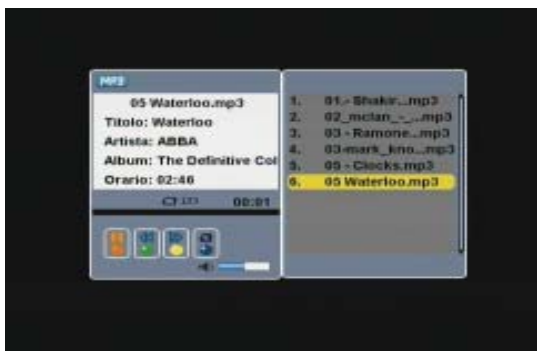 MP3
05 Waterloo.mp3
Titolo: Waterloo
Artista: ABBA
Album: The Definitive Col
Orario: 02:46
00:01
1. 01.- Shakir...mp3
2. 02_mclan_-_...mp3
3. 03 - Ramone...mp3
4. 03-mark_kno...mp3
5. 05 - Clocks.mp3
6. 05 Waterloo.mp3